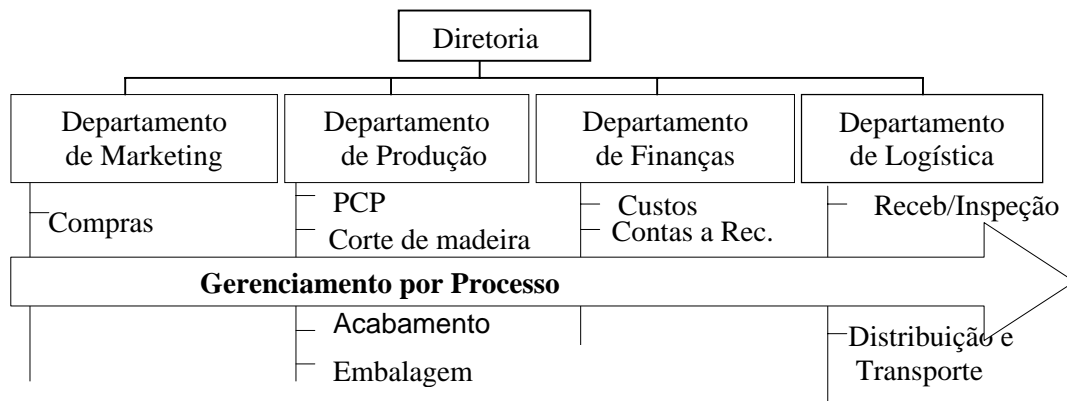 Diretoria
Departamento
de Marketing
Departamento
de Produção
Departamento
de Finanças
Departamento
de Logística
Compras
PCP
Corte de madeira
Custos
Contas a Rec.
Receb/Inspeção
Gerenciamento por Processo
Acabamento
Embalagem
Distribuição e
Transporte